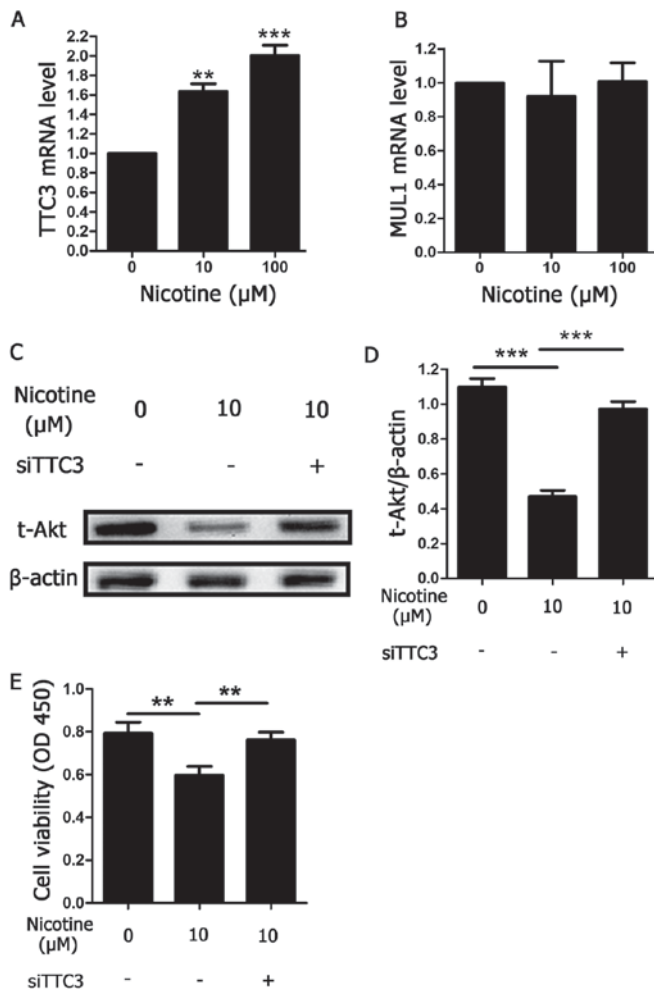 A
TTC3 mRNA level
2.2
2.0
1.8
1.6
1.4
1.2
1.0
0.8
0.6
0.4
0.2
0.0
**
***
0 10 100
Nicotine (µM)
B
MUL1 mRNA level
1.2
1.0
0.8
0.6
0.4
0.2
0.0
0 10 100
Nicotine (µM)
C
Nicotine
(µM)
0 10 10
siTTC3 - - +
t-Akt
β-actin
D
t-Akt/β-actin
1.2
1.0
0.8
0.6
0.4
0.2
0.0
***
***
Nicotine
(µM)
0 10 10
siTTC3 - - +
E
Cell viability (OD 450)
1.0
0.8
0.6
0.4
0.2
0.0
**
**
Nicotine
(µM)
0 10 10
siTTC3 - - +